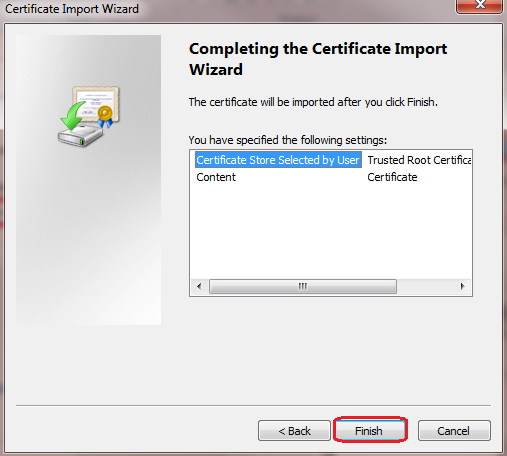 Certificate Import Wizard
Completing the Certificate Import
Wizard
The certificate will be imported after you click Finish.
You have specified the following settings:
Certificate Store Selected by User Trusted Root Certifica
Content Certificate
< Back Finish Cancel